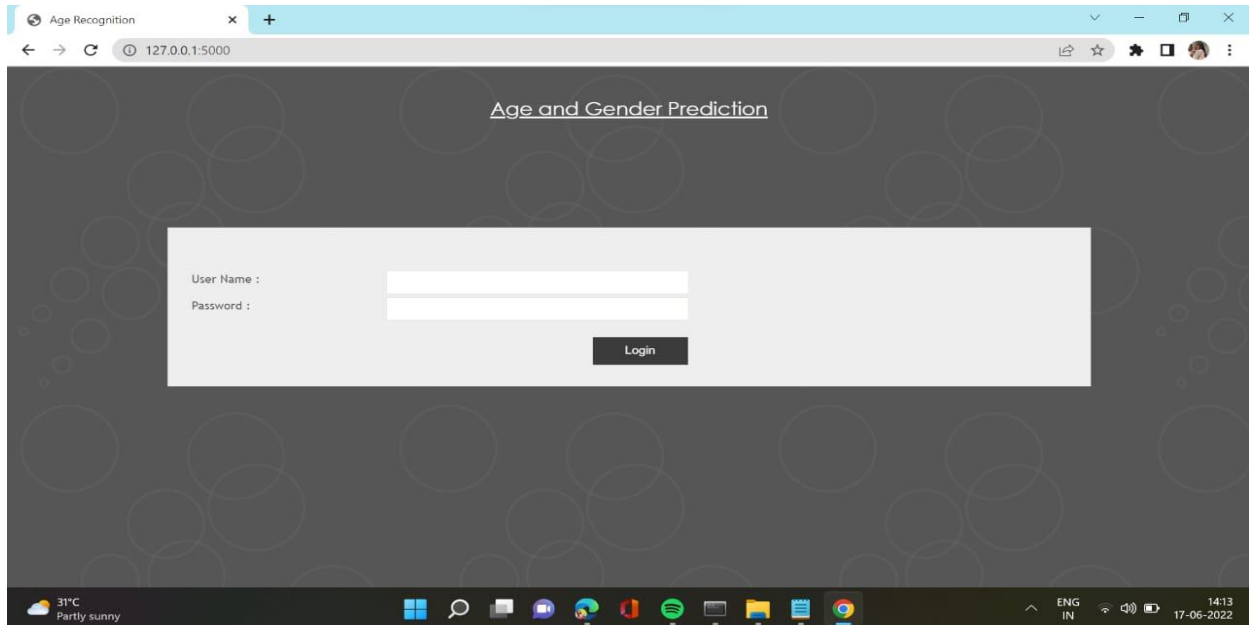 Age Recognition
127.0.0.1:5000
Age and Gender Prediction
User Name :
Password :
Login
31°C
Partly sunny
ENG
IN
14:13
17-06-2022